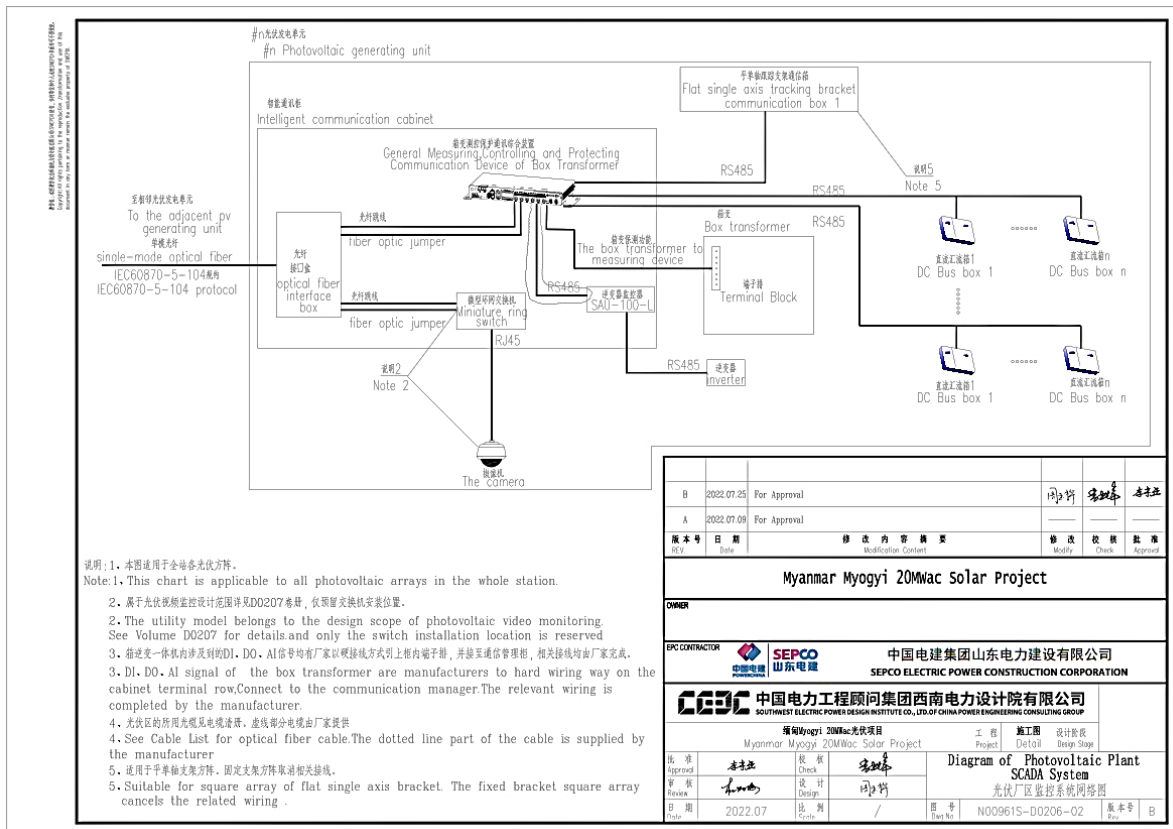 #n光伏发电单元
#n Photovoltaic generating unit
智能通讯柜
Intelligent communication cabinet
箱变测控保护通讯综合装置
General Measuring,Controlling and Protecting
Communication Device of Box Transformer
平单轴跟踪支架通信箱
Flat single axis tracking bracket
communication box 1
RS485
说明5
Note 5
RS485
RS485
至相邻光伏发电单元
To the adjacent pv
generating unit
单模光纤
single-mode optical fiber
IEC60870-5-104规约
IEC60870-5-104 protocol
光纤跳线
fiber optic jumper
光纤
接口盒
optical fiber
interface
box
光纤跳线
fiber optic jumper
微型环网交换机
Miniature ring
switch
RJ45
说明2
Note 2
摄像机
The camera
The box transformer to
measuring device
箱变
Box transformer
端子排
Terminal Block
RS485
逆变器监控器
SAU-100-L
RS485
逆变器
inverter
直流汇流箱1
DC Bus box 1
直流汇流箱n
DC Bus box n
直流汇流箱1
DC Bus box 1
直流汇流箱n
DC Bus box n
说明:1、本图适用于全站各光伏方阵。
Note:1、This chart is applicable to all photovoltaic arrays in the whole station.
2、属于光伏视频监控设计范围详见D0207卷册,仅预留交换机安装位置。
2、The utility model belongs to the design scope of photovoltaic video monitoring.
See Volume D0207 for details.and only the switch installation location is reserved
3、箱逆变一体机内涉及到的DI、DO、AI信号均有厂家以硬接线方式引上柜内端子排,并接至通信管理柜,相关接线均由厂家完成。
3、DI、DO、AI signal of the box transformer are manufacturers to hard wiring way on the
cabinet terminal row,Connect to the communication manager.The relevant wiring is
completed by the manufacturer.
4、光伏区的所用光缆见电缆清册。虚线部分电缆由厂家提供
4、See Cable List for optical fiber cable.The dotted line part of the cable is supplied by
the manufacturer
5、适用于平单轴支架方阵。固定支架方阵取消相关接线。
5、Suitable for square array of flat single axis bracket. The fixed bracket square array
cancels the related wiring .
B 2022.07.25 For Approval
A 2022.07.09 For Approval
版本号 日期 修改内容摘要 修改 校核 批准
REV. Date Modification Content Modify Check Approval
Myanmar Myogyi 20MWac Solar Project
OWNER
EPC CONTRACTOR
中国电建 SEPCO 山东电建
POWERCHINA
中国电建集团山东电力建设有限公司
SEPCO ELECTRIC POWER CONSTRUCTION CORPORATION
中国电力工程顾问集团西南电力设计院有限公司
SOUTHWEST ELECTRIC POWER DESIGN INSTITUTE CO., LTD.OF CHINA POWER ENGINEERING CONSULTING GROUP
缅甸Myogyi 20MWac光伏项目
Myanmar Myogyi 20MWac Solar Project
工程 施工图 设计阶段
Project Detail Design Stage
批准 Approval
校核 Check
审核 Review
设计 Design
日期 Date 2022.07
比例 Scale /
Diagram of Photovoltaic Plant
SCADA System
光伏厂区监控系统网络图
图号 Dwg No N00961S-D0206-02 版本号 Rev B